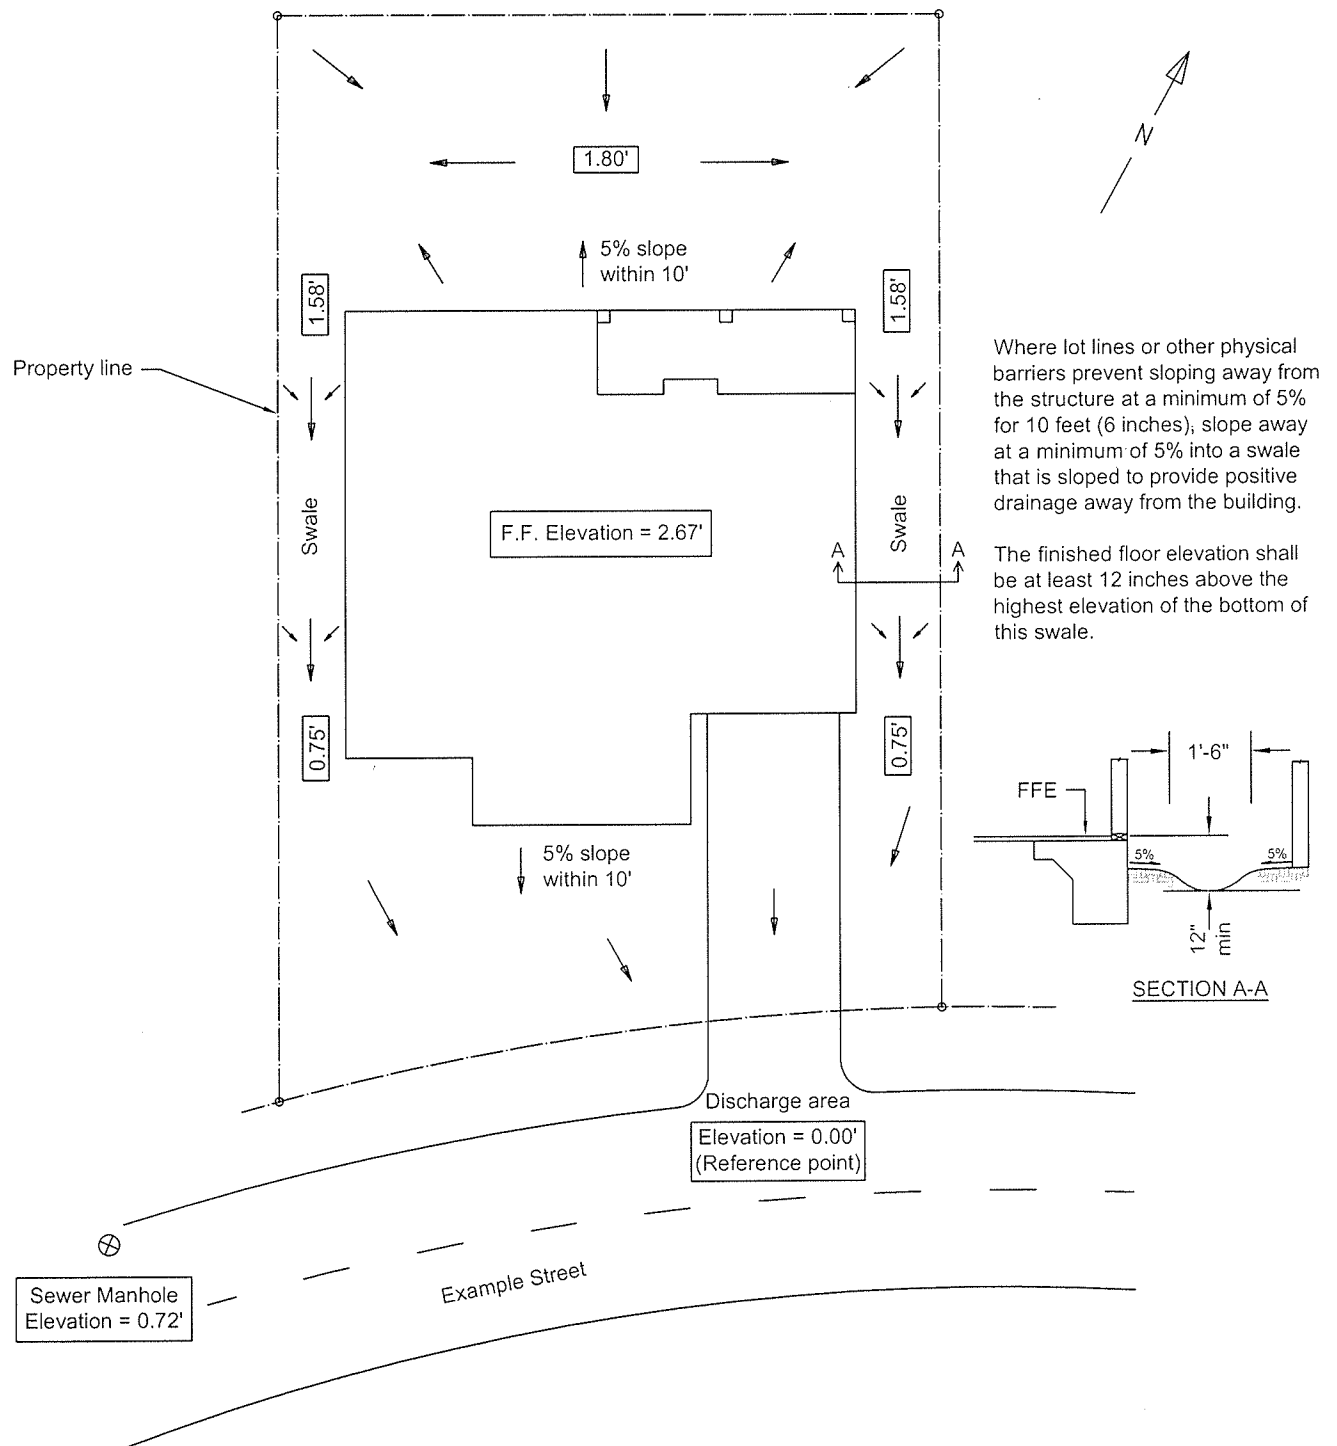 N
1.80'
5% slope
within 10'
1.58'
1.58'
Property line
Where lot lines or other physical
barriers prevent sloping away from
the structure at a minimum of 5%
for 10 feet (6 inches), slope away
at a minimum of 5% into a swale
that is sloped to provide positive
drainage away from the building.
Swale
F.F. Elevation = 2.67'
Swale
A
A
The finished floor elevation shall
be at least 12 inches above the
highest elevation of the bottom of
this swale.
0.75'
0.75'
1'-6"
FFE
5%
5%
12"
min
SECTION A-A
5% slope
within 10'
Discharge area
Elevation = 0.00'
(Reference point)
Example Street
Sewer Manhole
Elevation = 0.72'